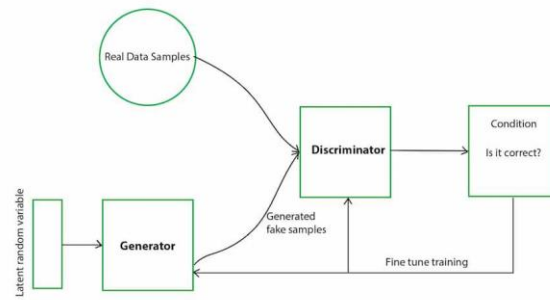 Real Data Samples
Condition
Is it correct?
Discriminator
Latent random variable
Generator
Generated
fake samples
Fine tune training